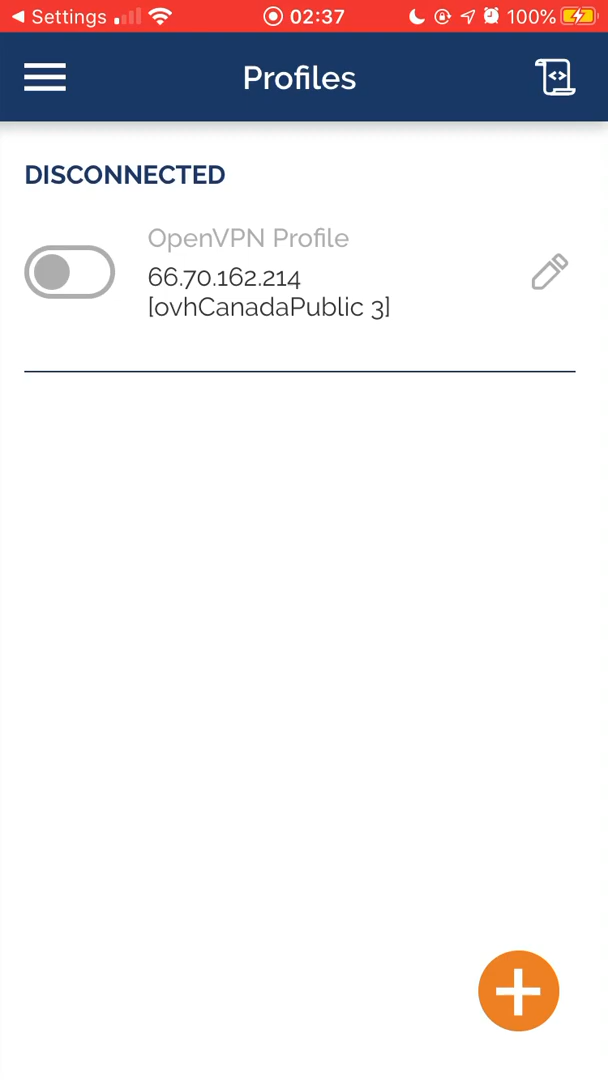 Settings 02:37 100%
Profiles
DISCONNECTED
OpenVPN Profile
66.70.162.214
[ovhCanadaPublic 3]